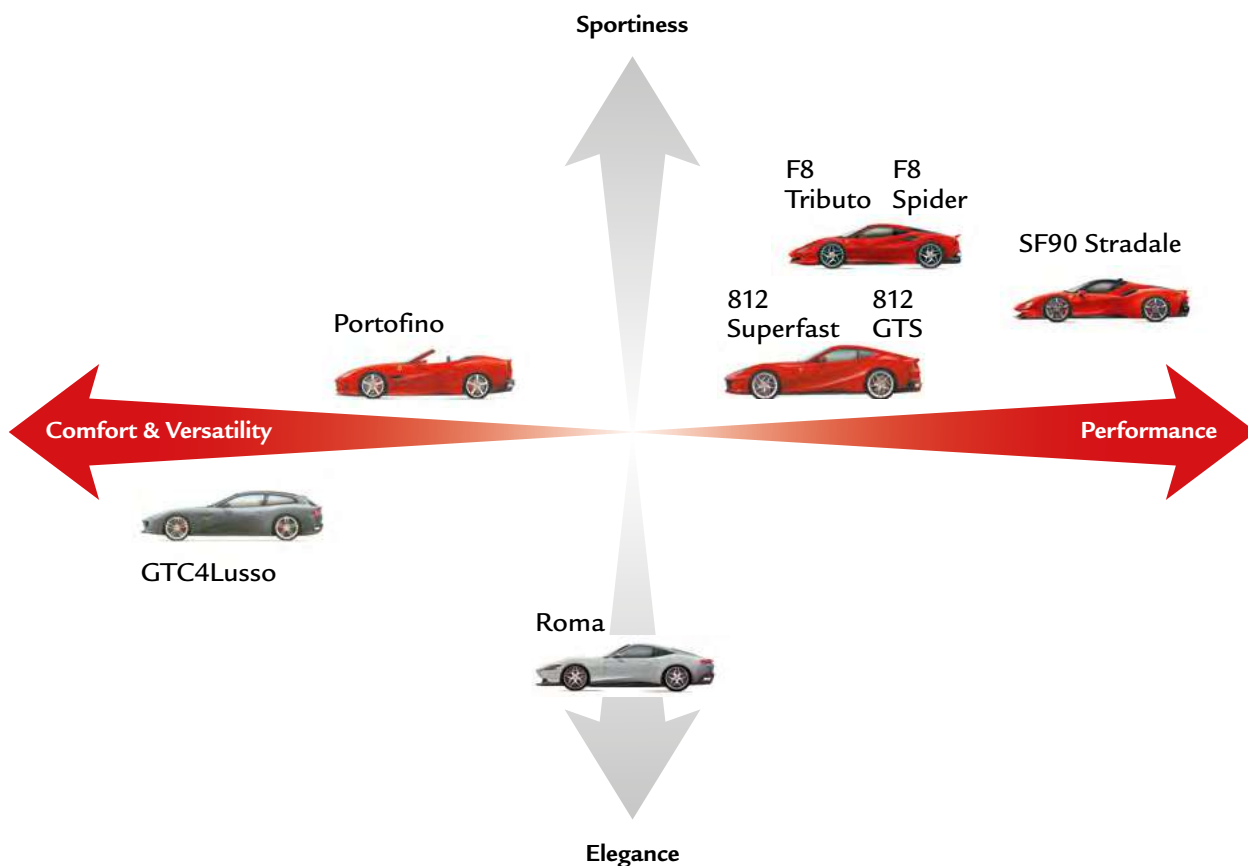 Sportiness
F8
Tributo
F8
Spider
SF90 Stradale
812
Superfast
812
GTS
Portofino
Comfort & Versatility
Performance
GTC4Lusso
Roma
Elegance